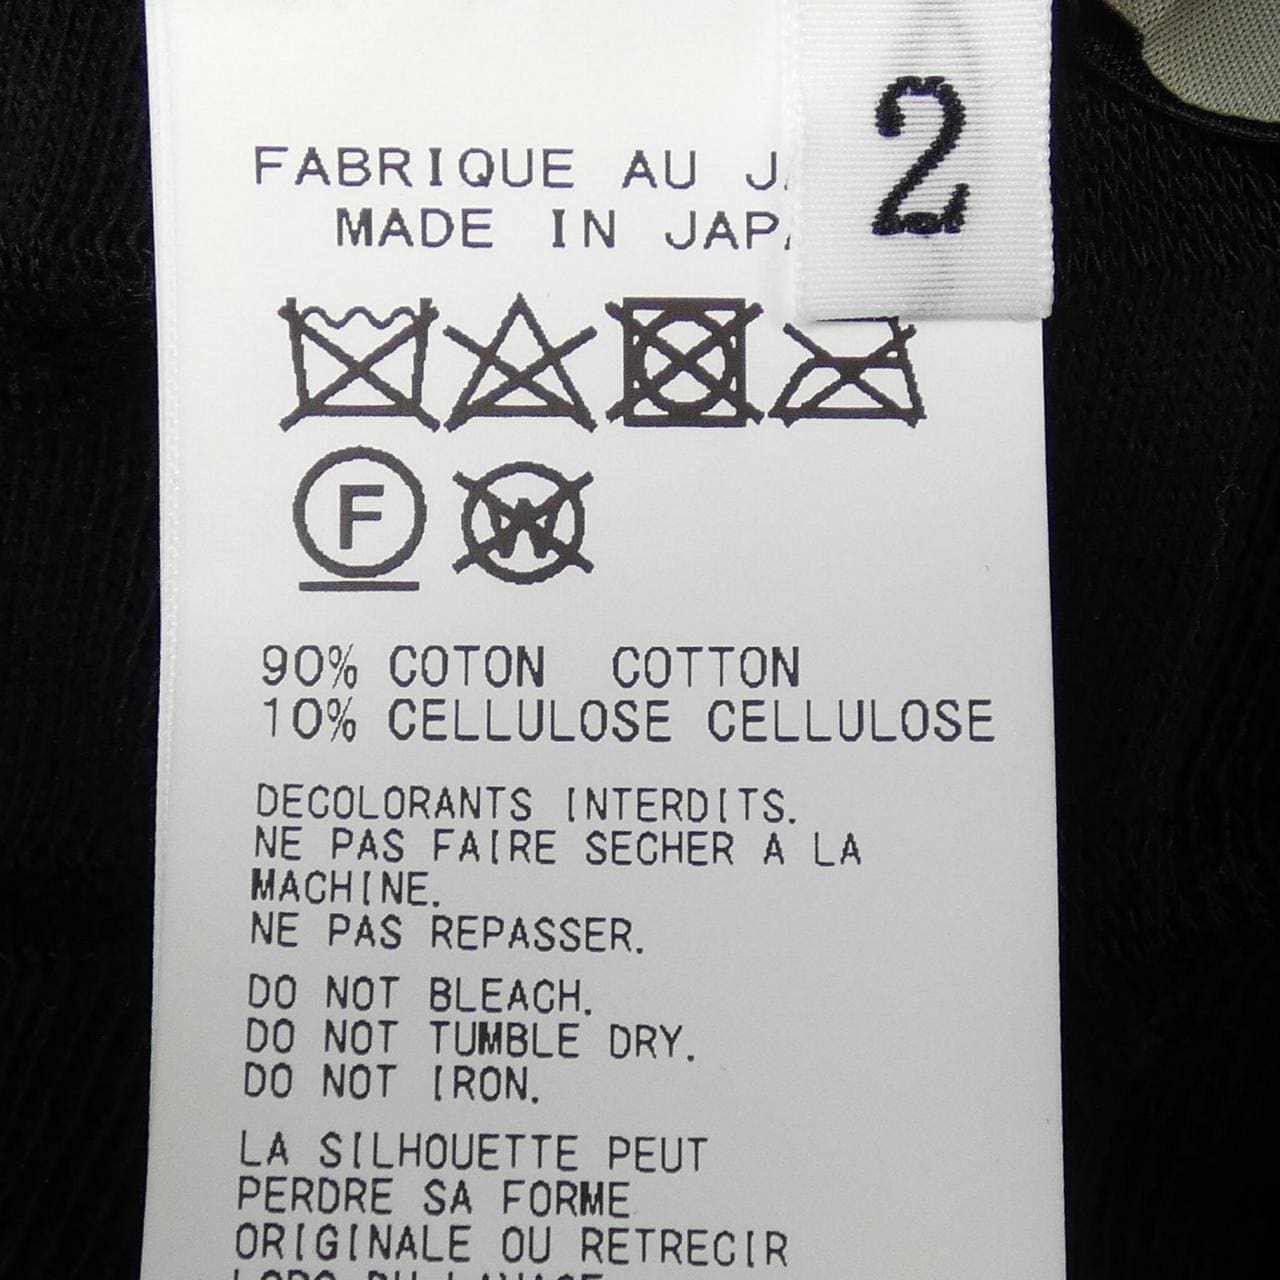 2
FABRIQUE AU
MADE IN
F
W
90% COTON COTTON
10% CELLULOSE CELLULOSE
DECOLORANTS INTERDITS.
NE PAS FAIRE SECHER A LA
MACHINE.
NE PAS REPASSER.
DO NOT BLEACH.
DO NOT TUMBLE DRY.
DO NOT IRON.
LA SILHOUETTE PEUT
PERDRE SA FORME
ORIGINALE OU RETRECIR